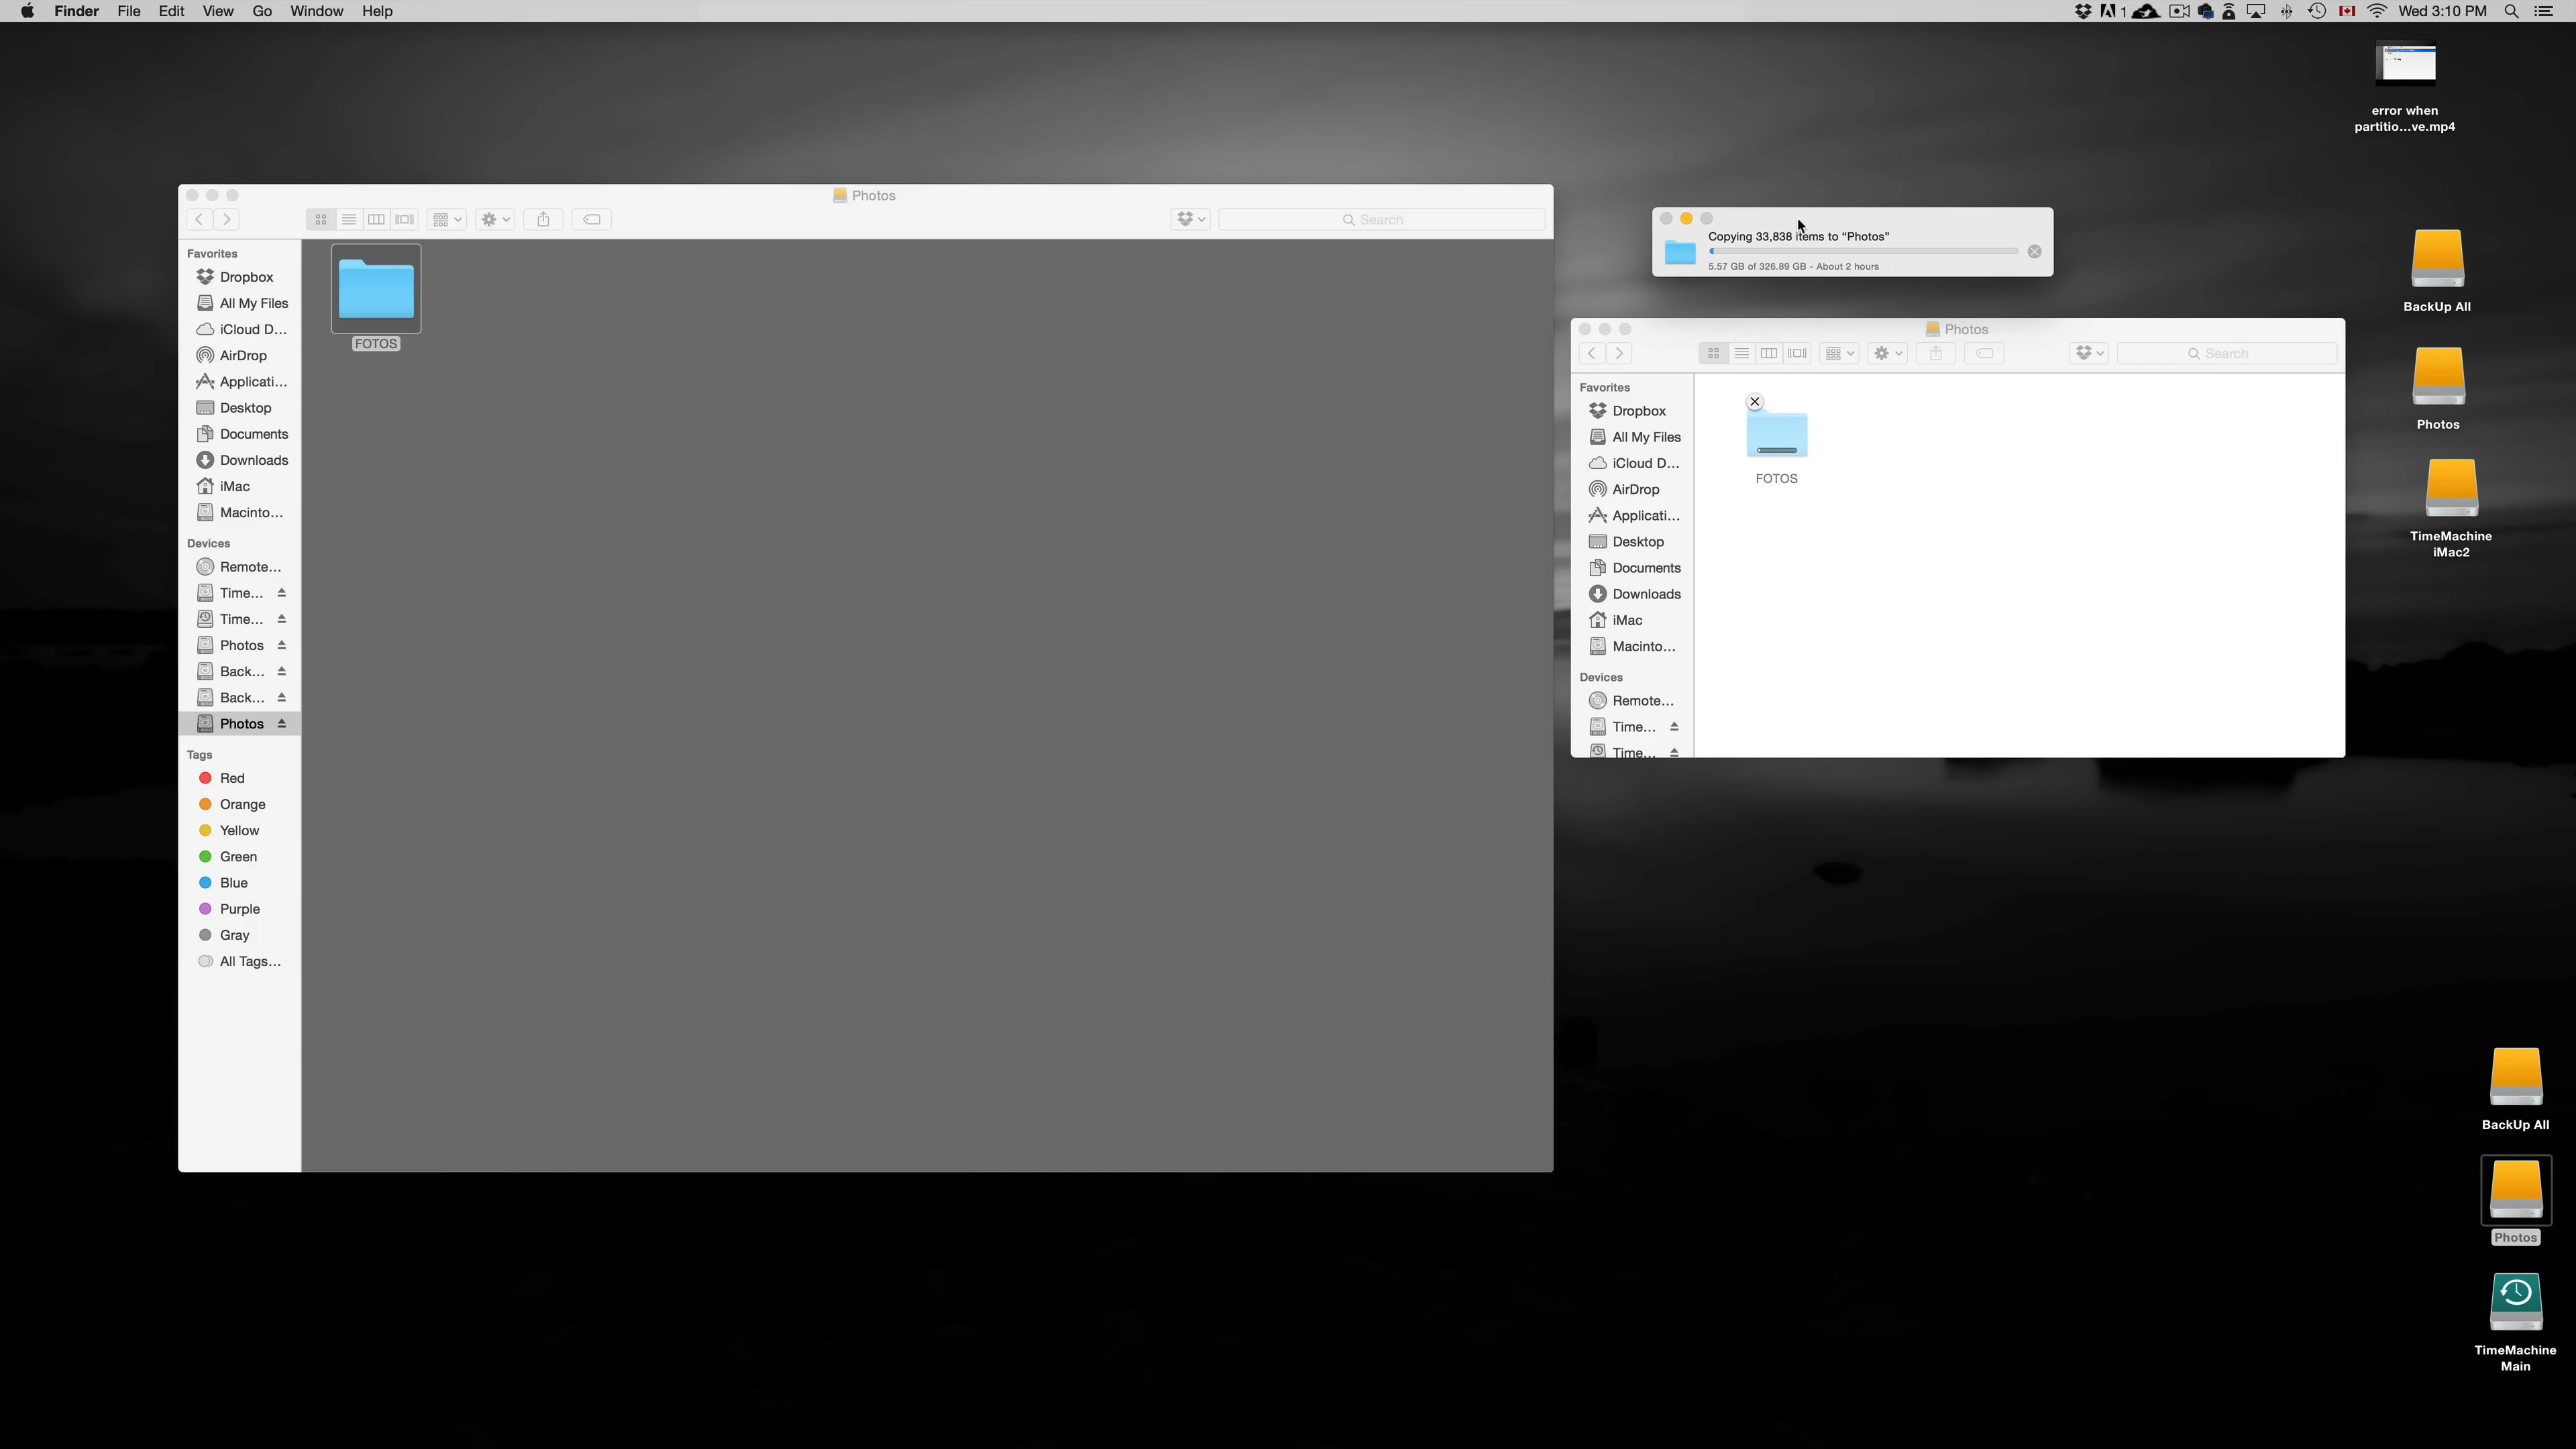 Finder File Edit View Go Window Help
1 Wed 3:10 PM
error when
partitio...ve.mp4
BackUp All
Photos
TimeMachine
iMac2
BackUp All
Photos
TimeMachine
Main
Photos
Search
Favorites
Dropbox
All My Files
iCloud D...
AirDrop
Applicati...
Desktop
Documents
Downloads
iMac
Macinto...
Devices
Remote...
Time...
Time...
Photos
Back...
Back...
Photos
Tags
Red
Orange
Yellow
Green
Blue
Purple
Gray
All Tags...
FOTOS
Copying 33,838 items to “Photos”
5.57 GB of 326.89 GB - About 2 hours
Photos
Search
Favorites
Dropbox
All My Files
iCloud D...
AirDrop
Applicati...
Desktop
Documents
Downloads
iMac
Macinto...
Devices
Remote...
Time...
Time...
FOTOS